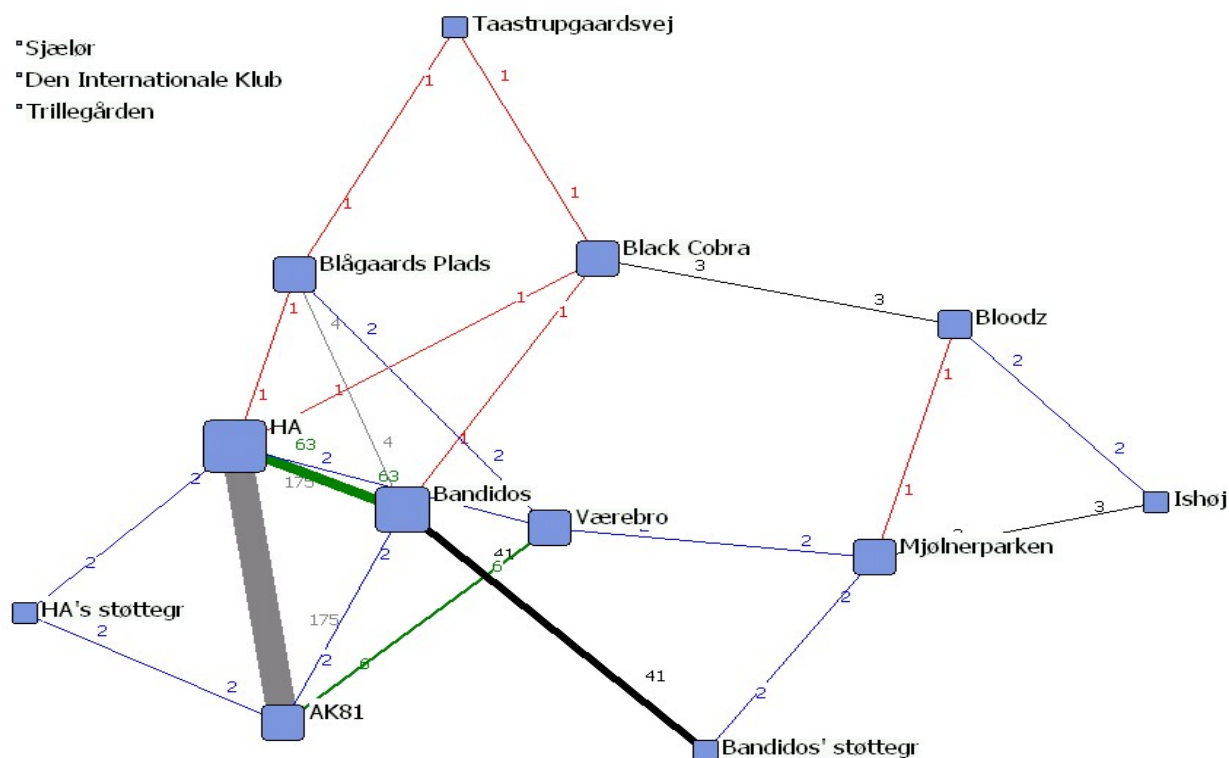 Taastrupgaardsvej
Sjælør
Den Internationale Klub
Trillegården
1 1
1 1
Black Cobra
Blågaards Plads
3
1 1 3
4 2 1 Bloodz
2
1 1 1
HA
63 4 1 2
2 2 175 63 2
Bandidos
Ishøj
Værebro 3
2
Mjølnerparken
41
6
2 2 2
HA's støttegr
175
2
2 6 41
2 2
AK81
Bandidos' støttegr